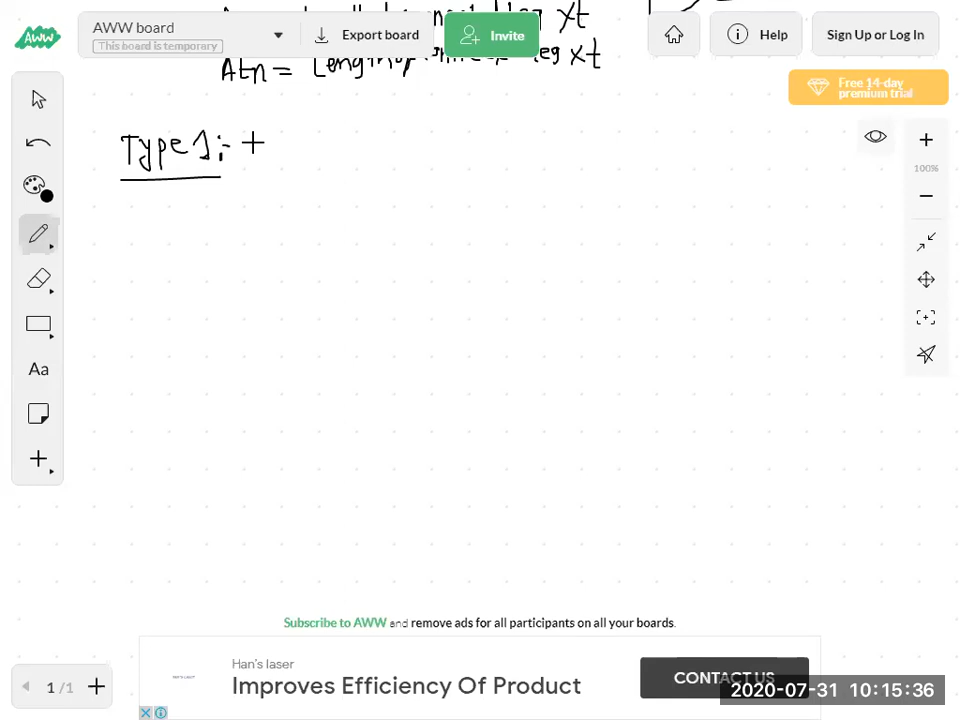 AWW
AWW board
This board is temporary
Export board
Invite
Help
Sign Up or Log In
Free 14-day
premium trial
xt
Atn = Length of leg xt
Type 1:- +
100%
Aa
Subscribe to AWW and remove ads for all participants on all your boards.
Han's laser
Improves Efficiency Of Product
CONTACT US
1 /1
2020-07-31 10:15:36